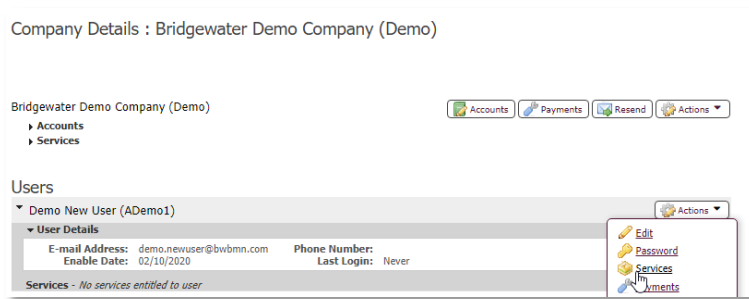 Company Details : Bridgewater Demo Company (Demo)
Bridgewater Demo Company (Demo)
Accounts Payments Resend Actions
Accounts
Services
Users
Demo New User (ADemo1) Actions
User Details
E-mail Address: demo.newuser@bwbmn.com Phone Number:
Enable Date: 02/10/2020 Last Login: Never
Services - No services entitled to user
Edit
Password
Services